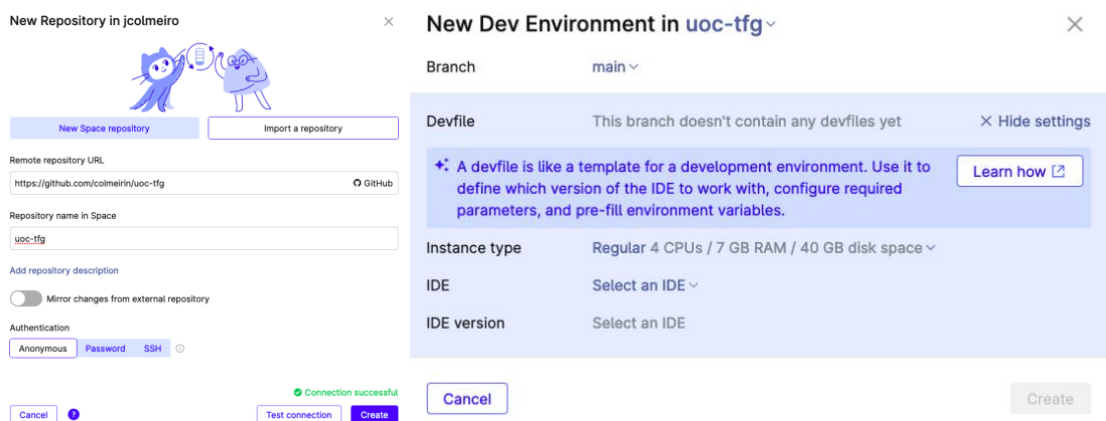 New Repository in jcolmeiro
New Space repository
Import a repository
Remote repository URL
https://github.com/colmeirin/uoc-tfg
GitHub
Repository name in Space
uoc-tfg
Add repository description
Mirror changes from external repository
Authentication
Anonymous
Password
SSH
Connection successful
Cancel
?
Test connection
Create
New Dev Environment in uoc-tfg
Branch
main
Devfile
This branch doesn't contain any devfiles yet
Hide settings
A devfile is like a template for a development environment. Use it to
define which version of the IDE to work with, configure required
parameters, and pre-fill environment variables.
Learn how
Instance type
Regular 4 CPUs / 7 GB RAM / 40 GB disk space
IDE
Select an IDE
IDE version
Select an IDE
Cancel
Create